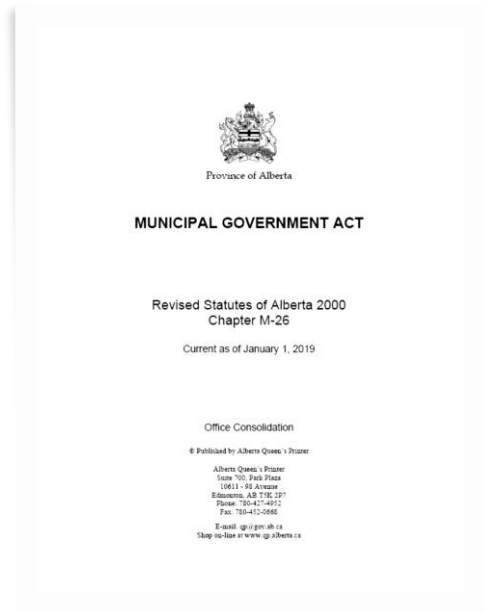 Province of Alberta
MUNICIPAL GOVERNMENT ACT
Revised Statutes of Alberta 2000
Chapter M-26
Current as of January 1, 2019
Office Consolidation
© Published by Alberta Queen's Printer
Alberta Queen's Printer
Suite 700, Park Plaza
10611 - 98 Avenue
Edmonton, AB T5K 2P7
Phone: 780-427-4952
Fax: 780-452-0668
E-mail: qp@gov.ab.ca
Shop on-line at www.qp.alberta.ca